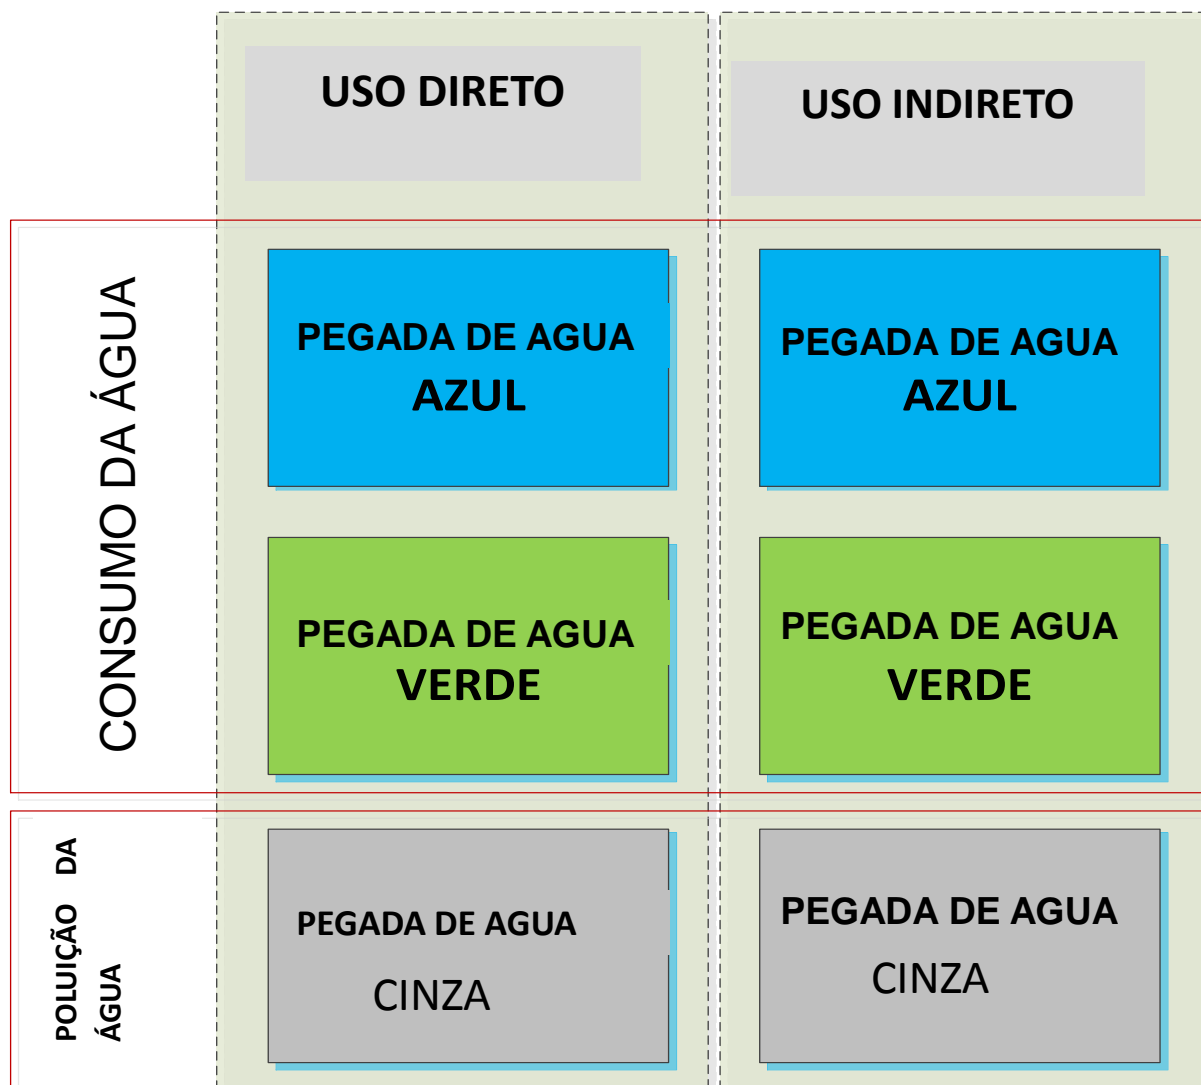 USO DIRETO
USO INDIRETO
CONSUMO DA ÁGUA
PEGADA DE AGUA
AZUL
PEGADA DE AGUA
AZUL
PEGADA DE AGUA
VERDE
PEGADA DE AGUA
VERDE
POLUIÇÃO DA
ÁGUA
PEGADA DE AGUA
CINZA
PEGADA DE AGUA
CINZA